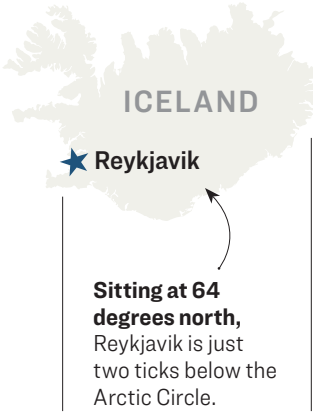 ICELAND
Reykjavik
Sitting at 64
degrees north,
Reykjavik is just
two ticks below the
Arctic Circle.